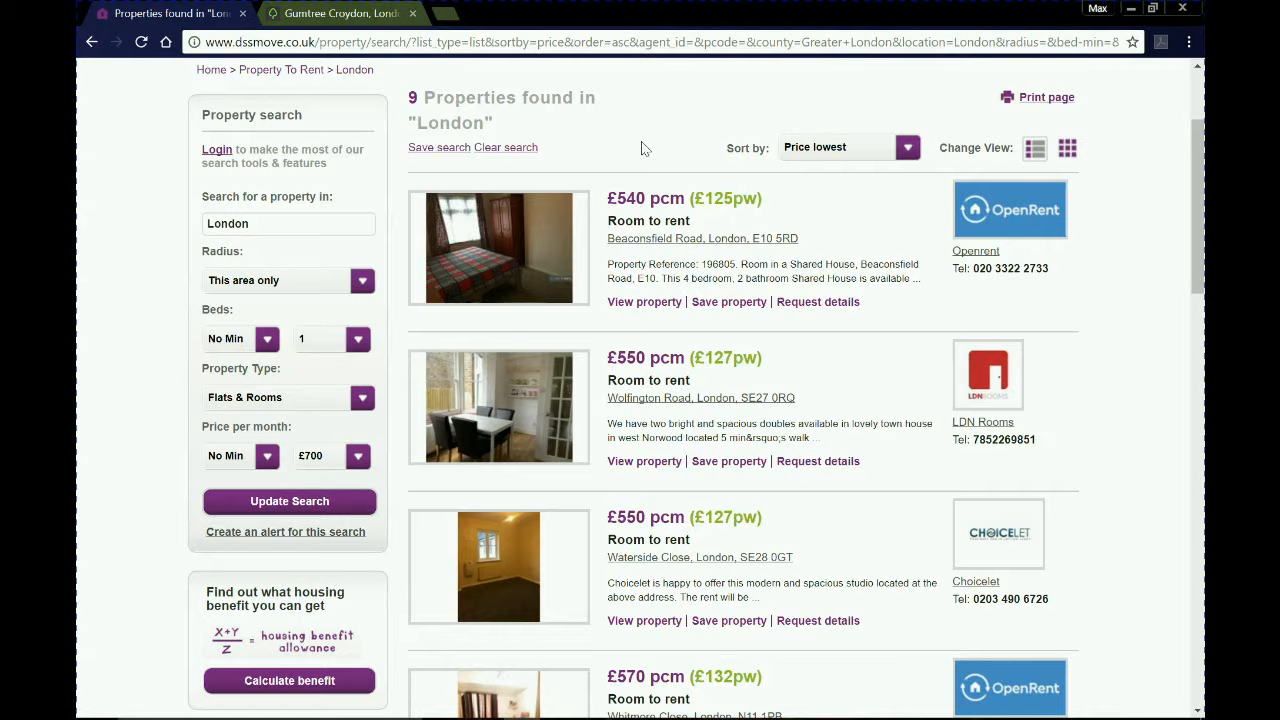 Properties found in "Lon
Gumtree Croydon, Lond
Max
www.dssmove.co.uk/property/search/?list_type=list&sortby=price&order=asc&agent_id=&pcode=&county=Greater+London&location=London&radius=&bed-min=&
Home > Property To Rent > London
Property search
Login to make the most of our
search tools & features
Search for a property in:
London
Radius:
This area only
Beds:
No Min
1
Property Type:
Flats & Rooms
Price per month:
No Min
£700
Update Search
Create an alert for this search
Find out what housing
benefit you can get
X+Y
Z
= housing benefit
allowance
Calculate benefit
9 Properties found in
"London"
Save search Clear search
Print page
Sort by:
Price lowest
Change View:
£540 pcm (£125pw)
Room to rent
Beaconsfield Road, London, E10 5RD
Property Reference: 196805. Room in a Shared House, Beaconsfield
Road, E10. This 4 bedroom, 2 bathroom Shared House is available ...
View property | Save property | Request details
OpenRent
Openrent
Tel: 020 3322 2733
£550 pcm (£127pw)
Room to rent
Wolfington Road, London, SE27 0RQ
We have two bright and spacious doubles available in lovely town house
in west Norwood located 5 min&rsquo;s walk ...
View property | Save property | Request details
LDNROOMS
LDN Rooms
Tel: 7852269851
£550 pcm (£127pw)
Room to rent
Waterside Close, London, SE28 0GT
Choicelet is happy to offer this modern and spacious studio located at the
above address. The rent will be ...
View property | Save property | Request details
CHOICELET
Choicelet
Tel: 0203 490 6726
£570 pcm (£132pw)
Room to rent
Whitmore Close, London, N11 1PB
OpenRent